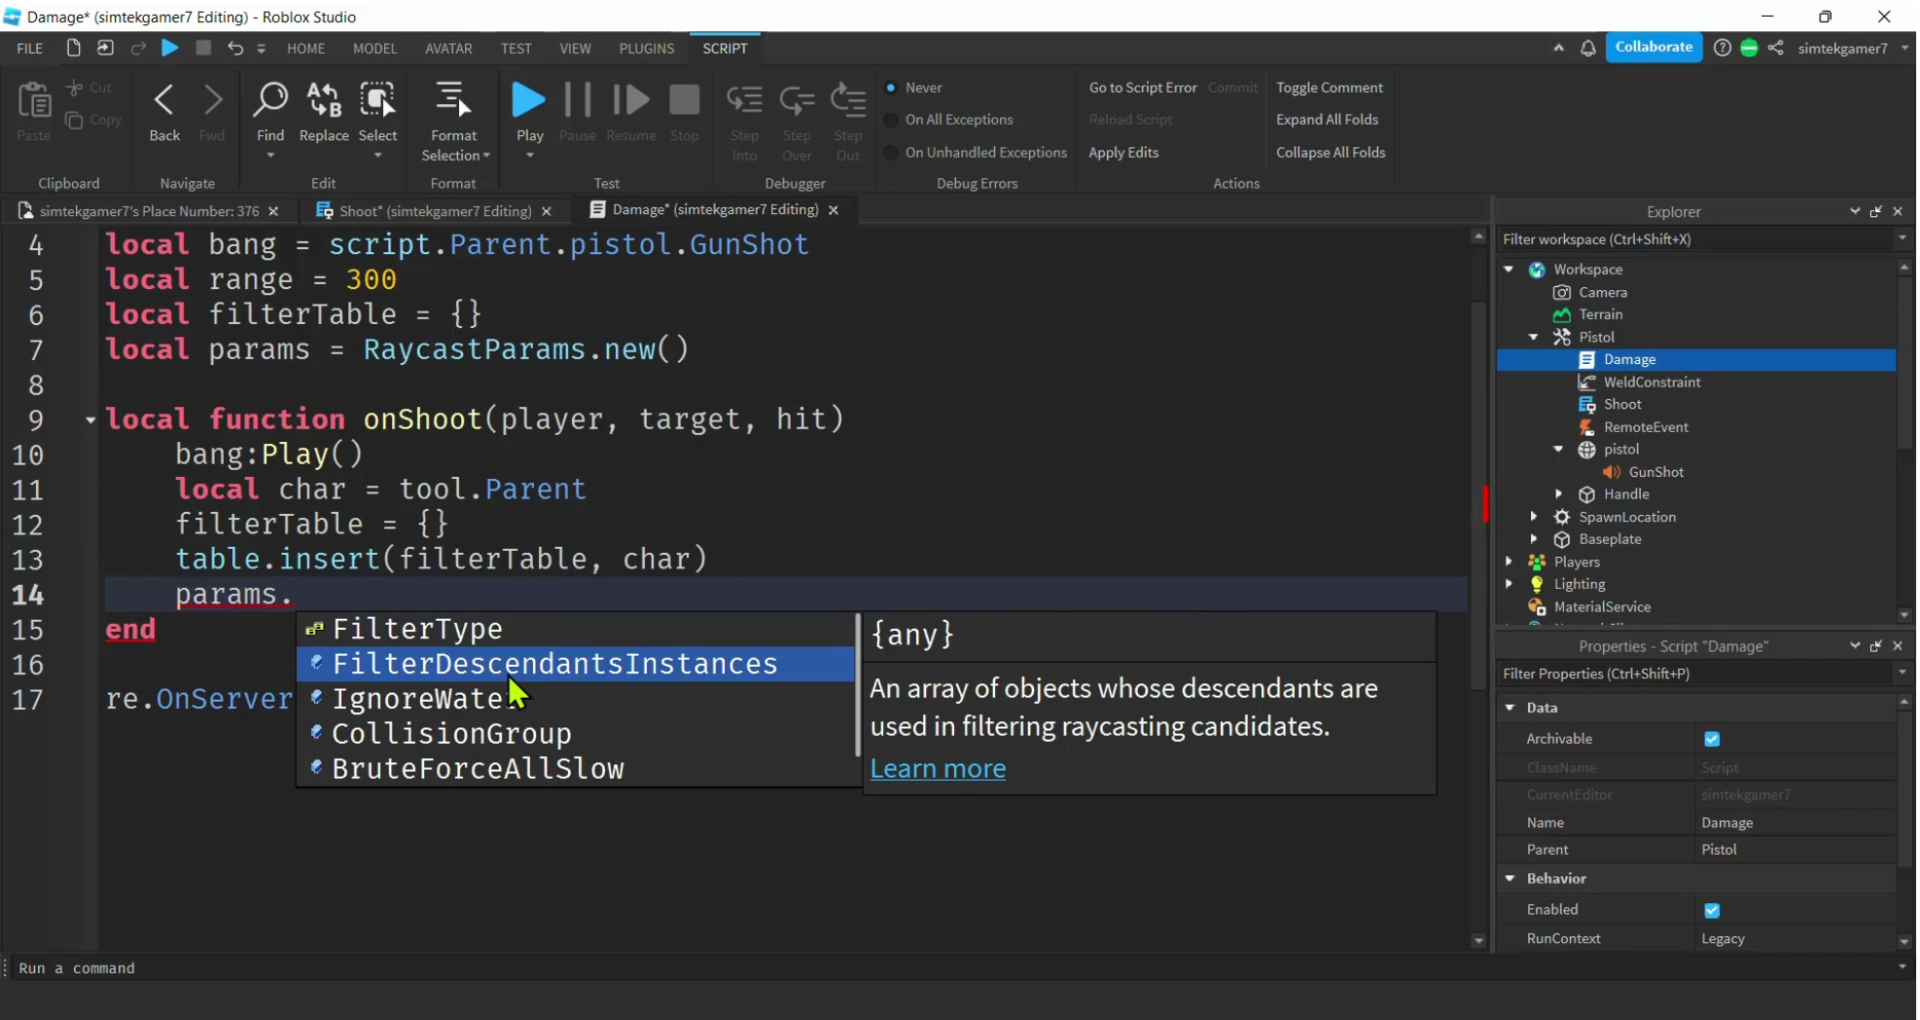 Damage* (simtekgamer7 Editing) - Roblox Studio
FILE HOME MODEL AVATAR TEST VIEW PLUGINS SCRIPT Collaborate simtekgamer7
Paste Cut Copy
Clipboard
Back Fwd
Navigate
Find Replace Select
Edit
Format Selection
Format
Play Pause Resume Stop
Test
Step Into Step Over Step Out
Debugger
Never
On All Exceptions
On Unhandled Exceptions
Debug Errors
Go to Script Error Commit Toggle Comment
Reload Script Expand All Folds
Apply Edits Collapse All Folds
Actions
simtekgamer7's Place Number: 376 Shoot* (simtekgamer7 Editing) Damage* (simtekgamer7 Editing)
4 local bang = script.Parent.pistol.GunShot
5 local range = 300
6 local filterTable = {}
7 local params = RaycastParams.new()
8
9 local function onShoot(player, target, hit)
10 bang:Play()
11 local char = tool.Parent
12 filterTable = {}
13 table.insert(filterTable, char)
14 params.
15 end
16
17 re.OnServer
FilterType
FilterDescendantsInstances
IgnoreWater
CollisionGroup
BruteForceAllSlow
{any}
An array of objects whose descendants are
used in filtering raycasting candidates.
Learn more
Explorer
Filter workspace (Ctrl+Shift+X)
Workspace
Camera
Terrain
Pistol
Damage
WeldConstraint
Shoot
RemoteEvent
pistol
GunShot
Handle
SpawnLocation
Baseplate
Players
Lighting
MaterialService
Properties - Script "Damage"
Filter Properties (Ctrl+Shift+P)
Data
Archivable
ClassName Script
CurrentEditor simtekgamer7
Name Damage
Parent Pistol
Behavior
Enabled
RunContext Legacy
Run a command